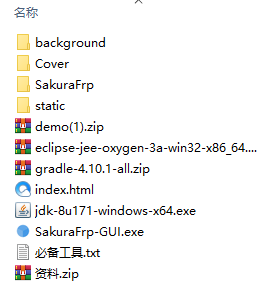 名称
background
Cover
SakuraFrp
static
demo(1).zip
eclipse-jee-oxygen-3a-win32-x86_64....
gradle-4.10.1-all.zip
index.html
jdk-8u171-windows-x64.exe
SakuraFrp-GUI.exe
必备工具.txt
资料.zip